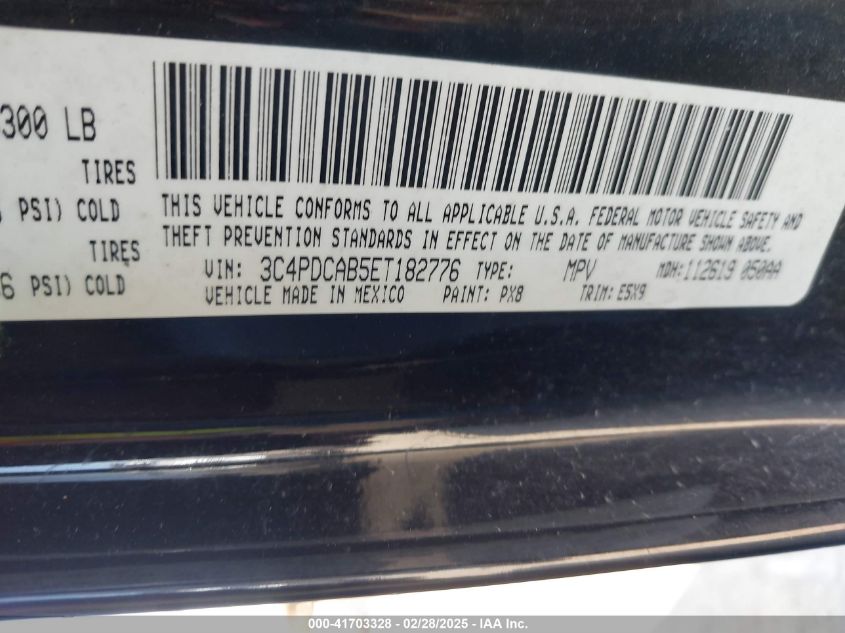 300 LB
TIRES
PSI) COLD
TIRES
6 PSI) COLD
THIS VEHICLE CONFORMS TO ALL APPLICABLE U.S.A. FEDERAL MOTOR VEHICLE SAFETY AND
THEFT PREVENTION STANDARDS IN EFFECT ON THE DATE OF MANUFACTURE SHOWN ABOVE.
VIN: 3C4PDCAB5ET182776 TYPE: MPV MDH: 112619 050AA
VEHICLE MADE IN MEXICO PAINT: PX8 TRIM: E5X9
000-41703328 - 02/28/2025 - IAA Inc.